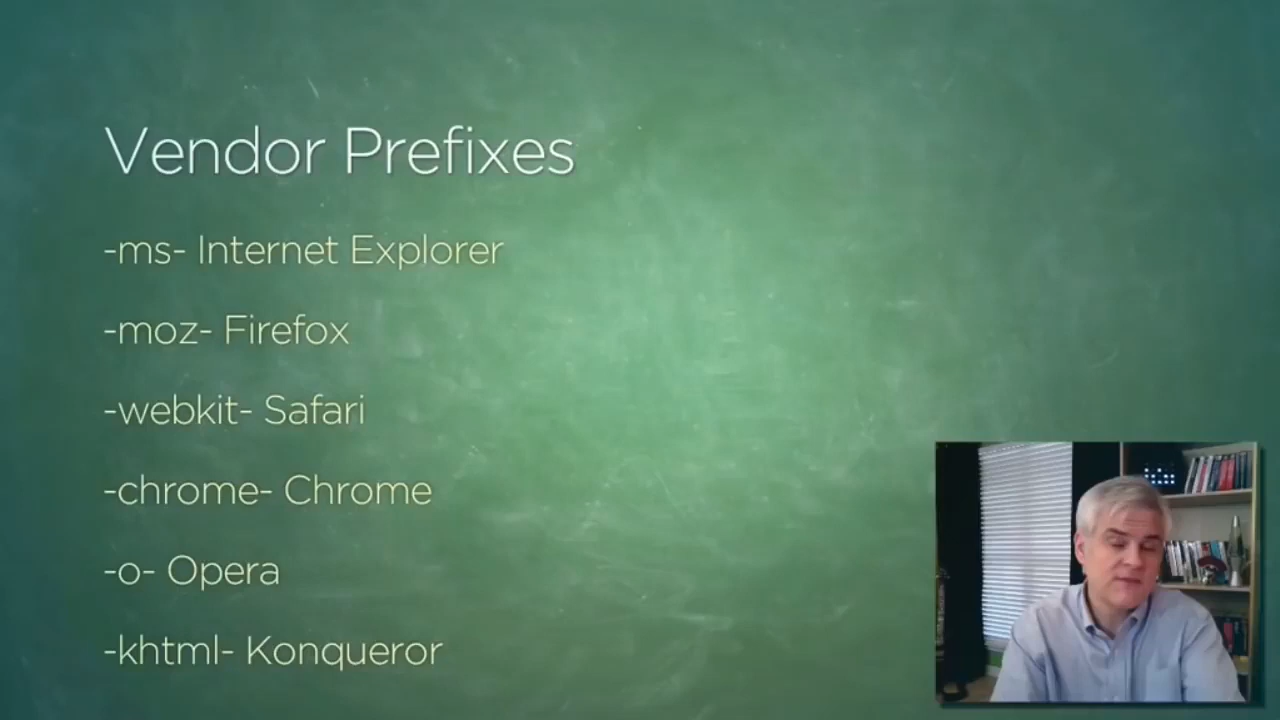 Vendor Prefixes
-ms- Internet Explorer
-moz- Firefox
-webkit- Safari
-chrome- Chrome
-o- Opera
-khtml- Konqueror